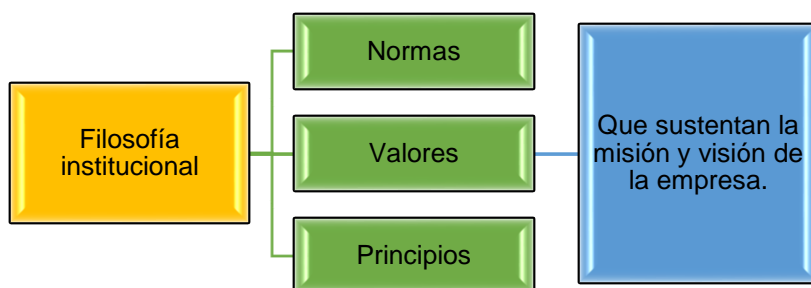 Filosofía
institucional
Normas
Valores
Principios
Que sustentan la
misión y visión de
la empresa.